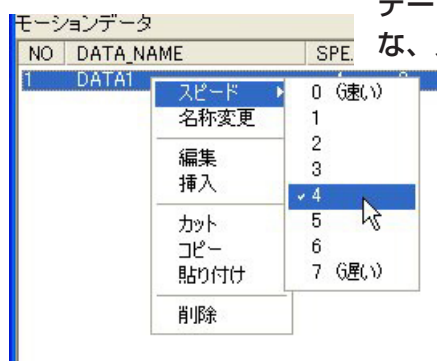 モーションデータ
な、
NO DATA_NAME SPE.
1 DATA1
スピード
名称変更
編集
挿入
カット
コピー
貼り付け
削除
0 (速い)
1
2
3
4
5
6
7 (遅い)